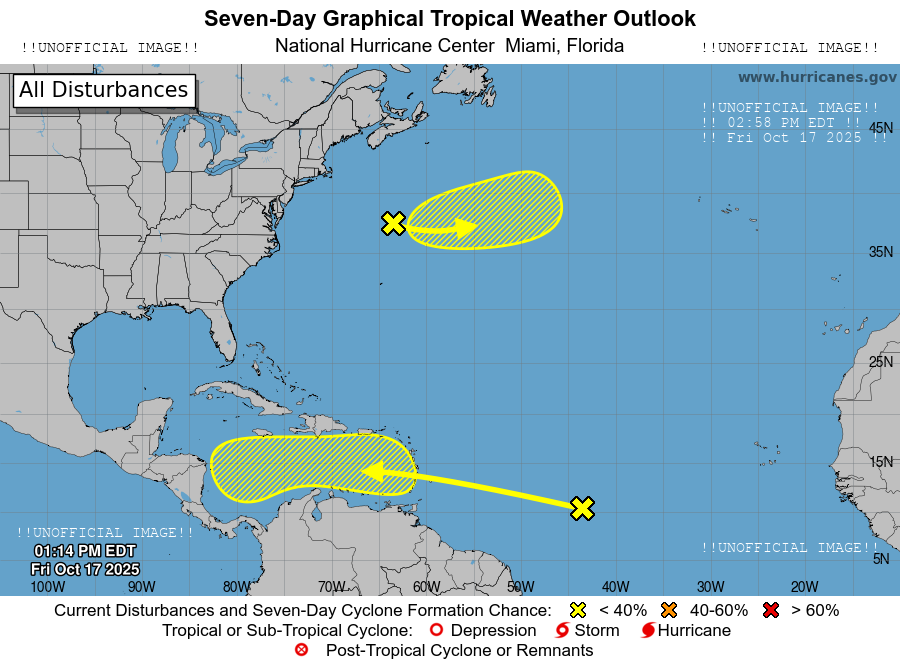 Seven-Day Graphical Tropical Weather Outlook
!!UNOFFICIAL IMAGE!!
National Hurricane Center  Miami, Florida
!!UNOFFICIAL IMAGE!!
All Disturbances
www.hurricanes.gov
!!UNOFFICIAL IMAGE!!
!! 02:58 PM EDT !!
!! Fri Oct 17 2025 !!
45N
35N
25N
15N
!!UNOFFICIAL IMAGE!!
01:14 PM EDT
Fri Oct 17 2025
!!UNOFFICIAL IMAGE!!
5N
100W 90W 80W 70W 60W 50W 40W 30W 20W
Current Disturbances and Seven-Day Cyclone Formation Chance: < 40% 40-60% > 60%
Tropical or Sub-Tropical Cyclone: Depression Storm Hurricane
Post-Tropical Cyclone or Remnants